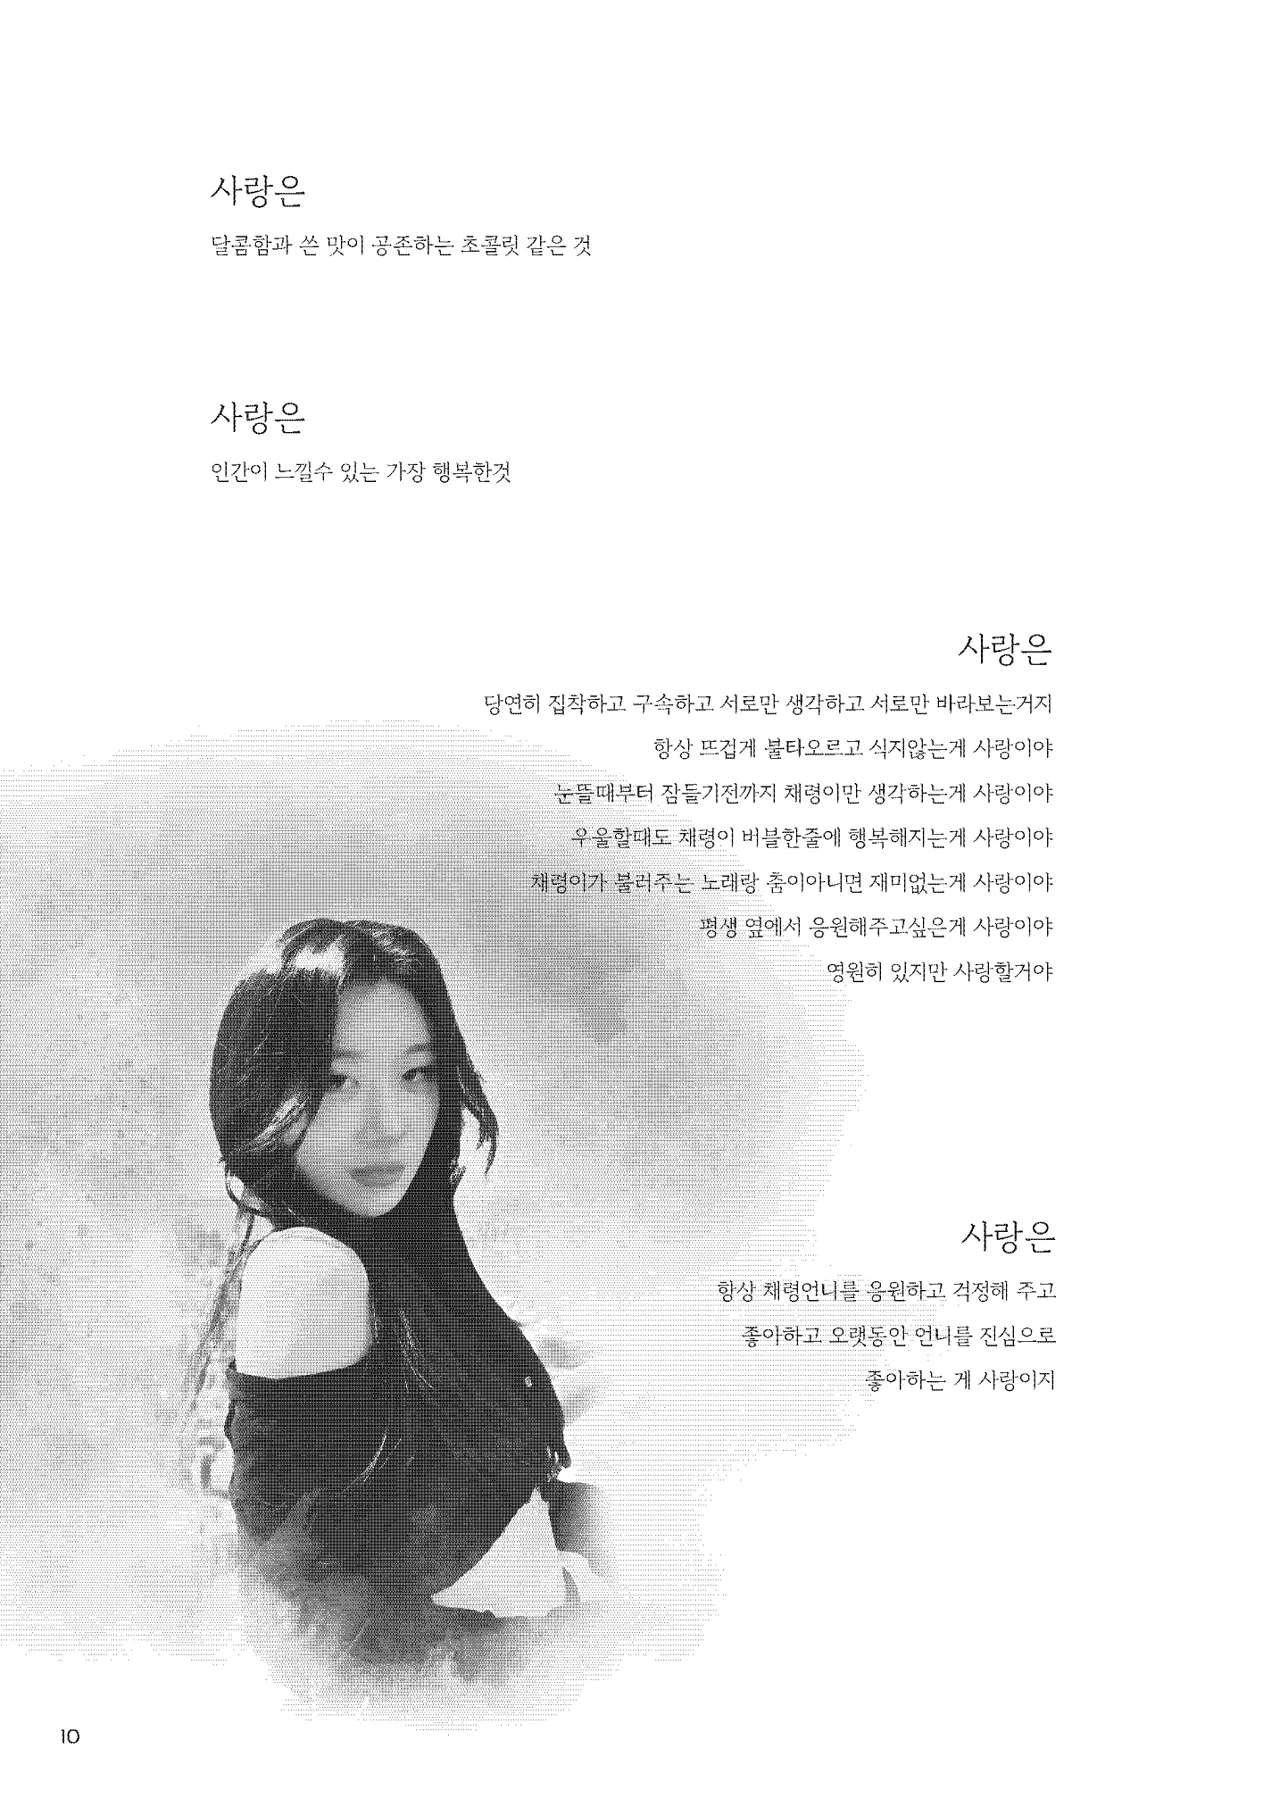 사랑은
달콤함과 쓴 맛이 공존하는 초콜릿 같은 것
사랑은
인간이 느낄수 있는 가장 행복한것
사랑은
당연히 집착하고 구속하고 서로만 생각하고 서로만 바라보는거지
항상 뜨겁게 불타오르고 식지않는게 사랑이야
눈뜰때부터 잠들기전까지 채령이만 생각하는게 사랑이야
우울할때도 채령이 버블한줄에 행복해지는게 사랑이야
채령이가 불러주는 노래랑 춤이아니면 재미없는게 사랑이야
평생 옆에서 응원해주고싶은게 사랑이야
영원히 있지만 사랑할거야
사랑은
항상 채령언니를 응원하고 걱정해 주고
좋아하고 오랫동안 언니를 진심으로
좋아하는 게 사랑이지
10